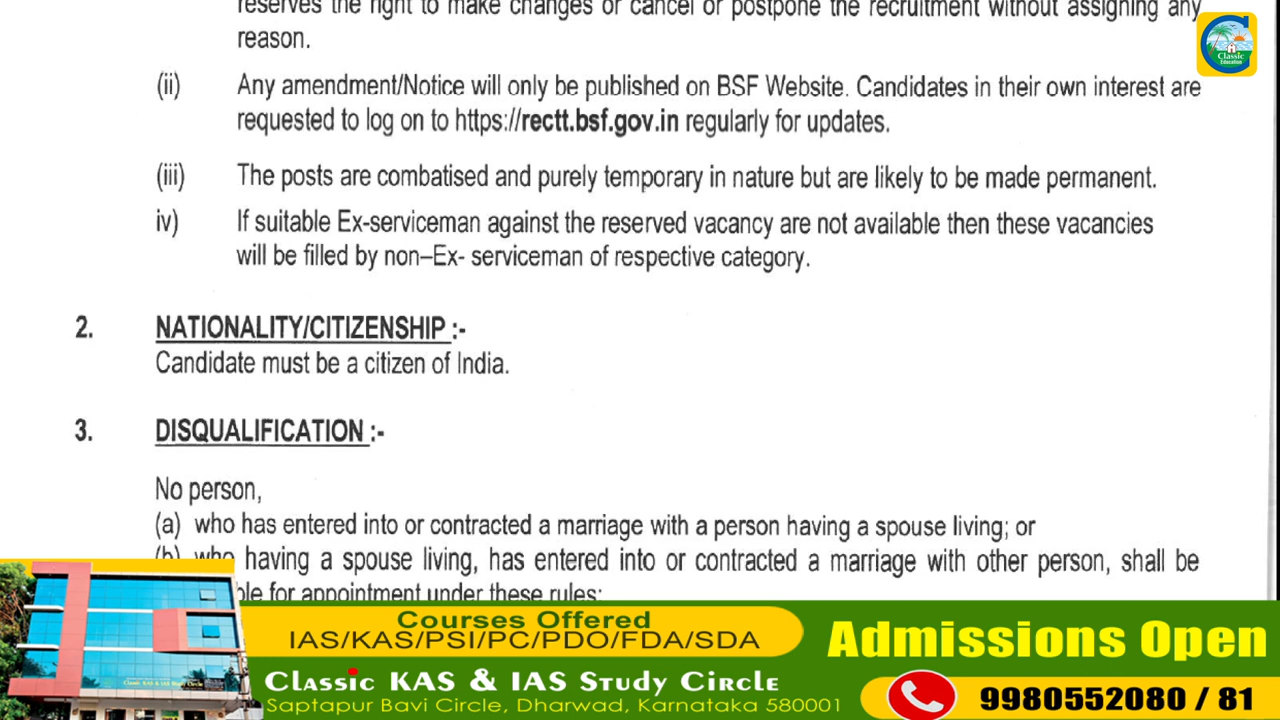 reserves the right to make changes or cancel or postpone the recruitment without assigning any
reason.
(ii) Any amendment/Notice will only be published on BSF Website. Candidates in their own interest are
requested to log on to https://rectt.bsf.gov.in regularly for updates.
(iii) The posts are combatised and purely temporary in nature but are likely to be made permanent.
iv) If suitable Ex-serviceman against the reserved vacancy are not available then these vacancies
will be filled by non–Ex- serviceman of respective category.
2. NATIONALITY/CITIZENSHIP :-
Candidate must be a citizen of India.
3. DISQUALIFICATION :-
No person,
(a) who has entered into or contracted a marriage with a person having a spouse living; or
(b) who having a spouse living, has entered into or contracted a marriage with other person, shall be
for appointment under these rules:
Classic
Education
Courses Offered
IAS/KAS/PSI/PC/PDO/FDA/SDA
Classic KAS & IAS Study Circle
Saptapur Bavi Circle, Dharwad, Karnataka 580001
Admissions Open
9980552080 / 81
Classic KAS & IAS Study Circle